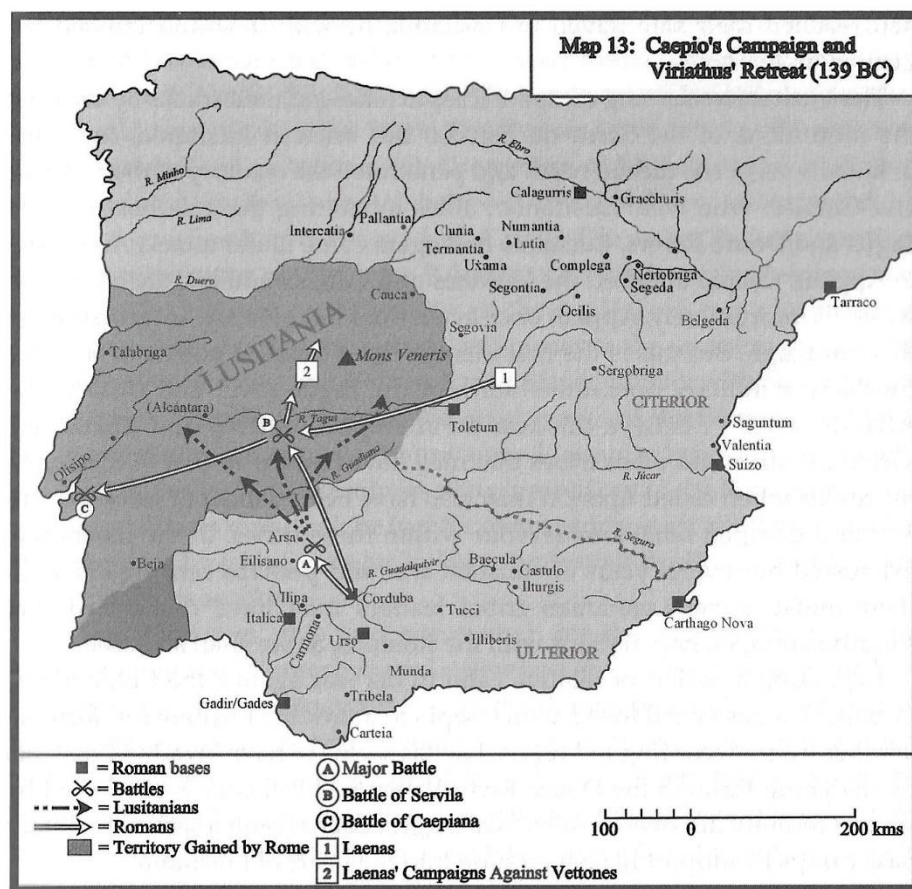 Map 13: Caepio's Campaign and
Viriathus' Retreat (139 BC)
R. Ebro
R. Minho
Calagurris
Gracchuris
R. Lima
Pallantia
Intercatia
Clunia
Numantia
Termantia
Lutia
Uxama
Complega
Nertobriga
Segeda
R. Duero
Segontia
Cauca
Ocilis
Tarraco
Belgeda
LUSITANIA
Segovia
Talabriga
2
Mons Veneris
1
Sergobriga
(Alcántara)
B
R. Tagus
Toletum
CITERIOR
Saguntum
Valentia
Olisipo
R. Guadiana
Suizo
R. Júcar
C
Arsa
R. Segura
Beja
Eilisano
A
R. Guadalquivir
Baecula
Castulo
Ilurgis
Ilipa
Corduba
Italica
Tucci
Carthago Nova
Carmona
Urso
Illiberis
Munda
ULTERIOR
Gadir/Gades
Tribela
Carteia
= Roman bases
= Battles
= Lusitanians
= Romans
= Territory Gained by Rome
A Major Battle
B Battle of Servila
C Battle of Caepiana
1 Laenas
2 Laenas' Campaigns Against Vettones
100 0 200 kms